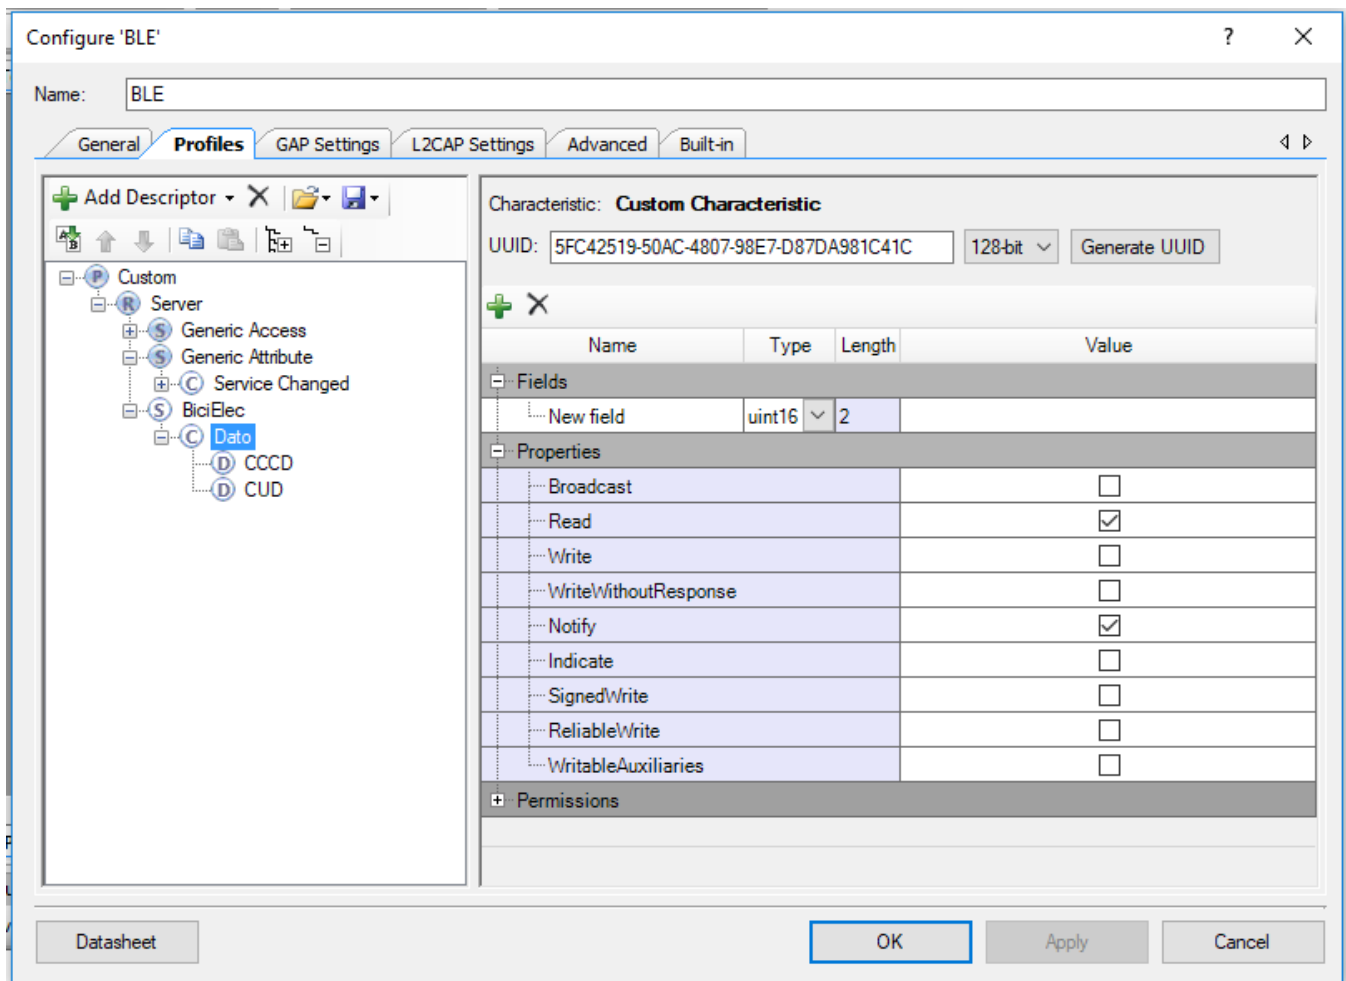 Configure 'BLE'
?
Name: BLE
General Profiles GAP Settings L2CAP Settings Advanced Built-in
Add Descriptor
Custom
Server
Generic Access
Generic Attribute
Service Changed
BiciElec
Dato
CCCD
CUD
Characteristic: Custom Characteristic
UUID: 5FC42519-50AC-4807-98E7-D87DA981C41C 128-bit Generate UUID
Name Type Length Value
Fields
New field uint16 2
Properties
Broadcast
Read
Write
WriteWithoutResponse
Notify
Indicate
SignedWrite
ReliableWrite
WritableAuxiliaries
Permissions
Datasheet OK Apply Cancel